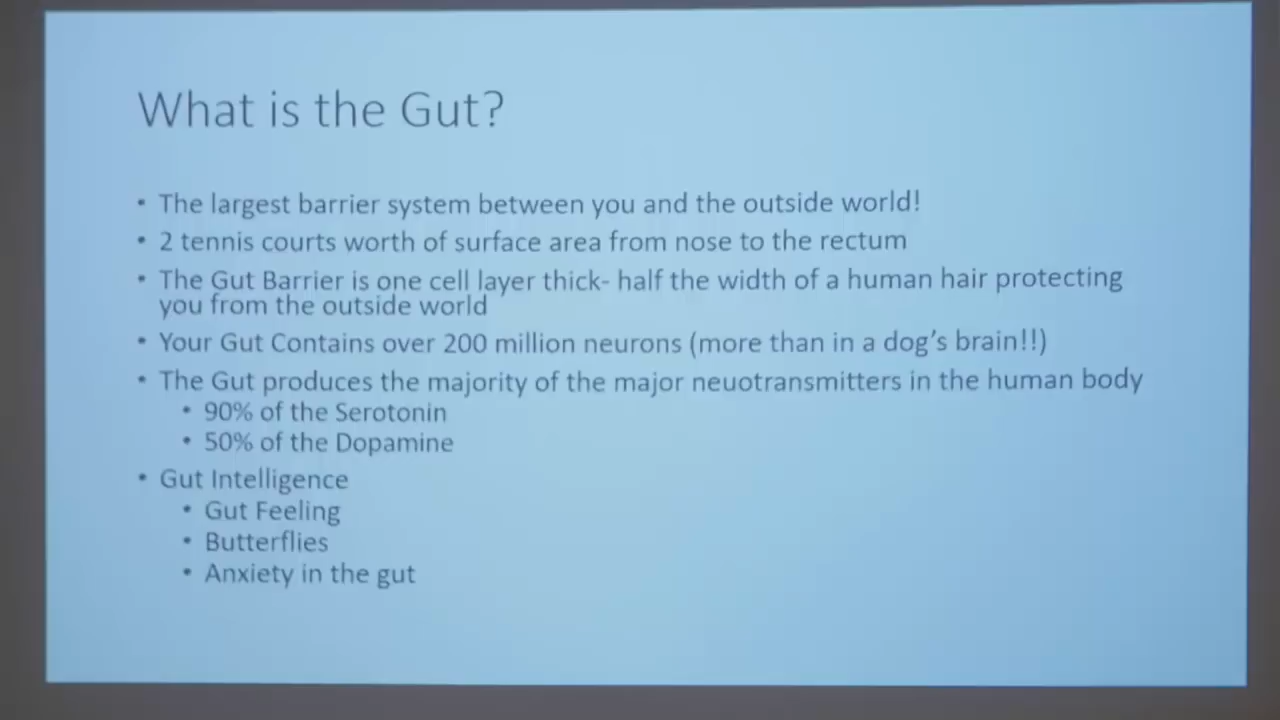 What is the Gut?
• The largest barrier system between you and the outside world!
• 2 tennis courts worth of surface area from nose to the rectum
• The Gut Barrier is one cell layer thick- half the width of a human hair protecting
you from the outside world
• Your Gut Contains over 200 million neurons (more than in a dog's brain!!)
• The Gut produces the majority of the major neuotransmitters in the human body
• 90% of the Serotonin
• 50% of the Dopamine
• Gut Intelligence
• Gut Feeling
• Butterflies
• Anxiety in the gut